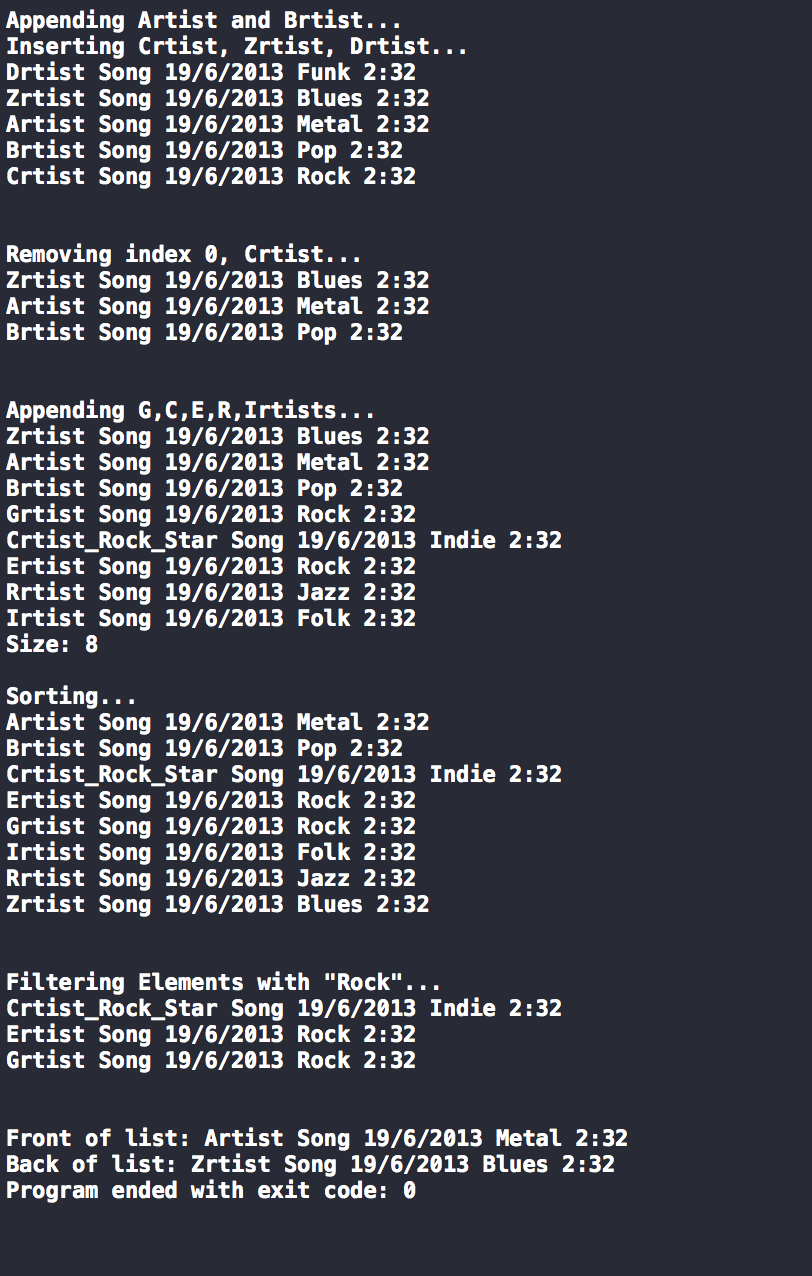 Appending Artist and Brtist...
Inserting Crtist, Zrtist, Drtist...
Drtist Song 19/6/2013 Funk 2:32
Zrtist Song 19/6/2013 Blues 2:32
Artist Song 19/6/2013 Metal 2:32
Brtist Song 19/6/2013 Pop 2:32
Crtist Song 19/6/2013 Rock 2:32
Removing index 0, Crtist...
Zrtist Song 19/6/2013 Blues 2:32
Artist Song 19/6/2013 Metal 2:32
Brtist Song 19/6/2013 Pop 2:32
Appending G,C,E,R,Irtists...
Zrtist Song 19/6/2013 Blues 2:32
Artist Song 19/6/2013 Metal 2:32
Brtist Song 19/6/2013 Pop 2:32
Grtist Song 19/6/2013 Rock 2:32
Crtist_Rock_Star Song 19/6/2013 Indie 2:32
Ertist Song 19/6/2013 Rock 2:32
Rrtist Song 19/6/2013 Jazz 2:32
Irtist Song 19/6/2013 Folk 2:32
Size: 8
Sorting...
Artist Song 19/6/2013 Metal 2:32
Brtist Song 19/6/2013 Pop 2:32
Crtist_Rock_Star Song 19/6/2013 Indie 2:32
Ertist Song 19/6/2013 Rock 2:32
Grtist Song 19/6/2013 Rock 2:32
Irtist Song 19/6/2013 Folk 2:32
Rrtist Song 19/6/2013 Jazz 2:32
Zrtist Song 19/6/2013 Blues 2:32
Filtering Elements with "Rock"...
Crtist_Rock_Star Song 19/6/2013 Indie 2:32
Ertist Song 19/6/2013 Rock 2:32
Grtist Song 19/6/2013 Rock 2:32
Front of list: Artist Song 19/6/2013 Metal 2:32
Back of list: Zrtist Song 19/6/2013 Blues 2:32
Program ended with exit code: 0